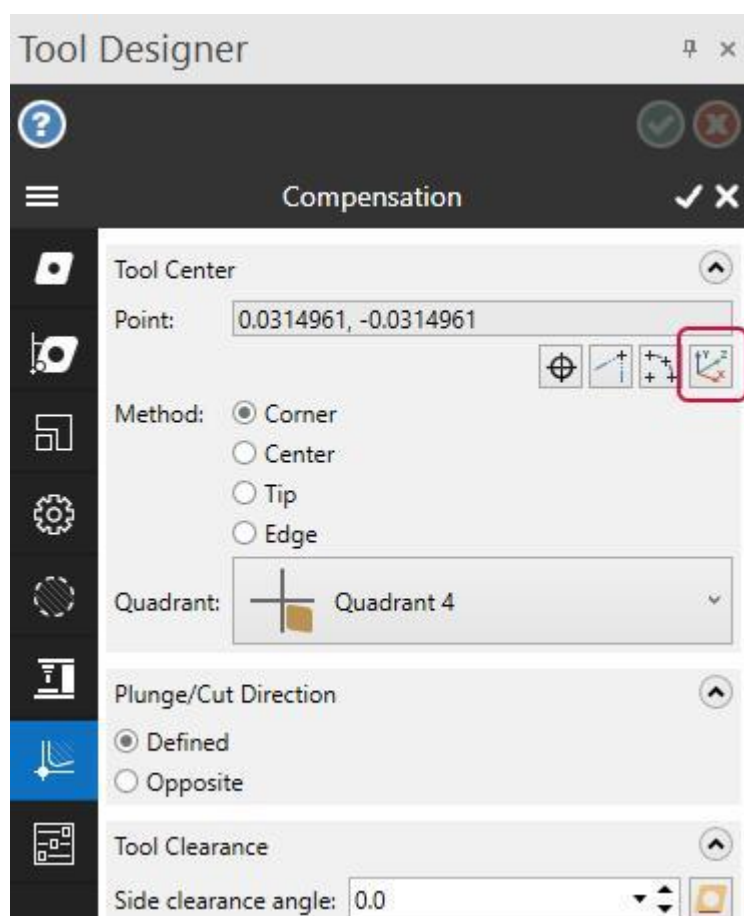 Tool Designer
Compensation
Tool Center
Point: 0.0314961, -0.0314961
Method: Corner
Center
Tip
Edge
Quadrant: Quadrant 4
Plunge/Cut Direction
Defined
Opposite
Tool Clearance
Side clearance angle: 0.0